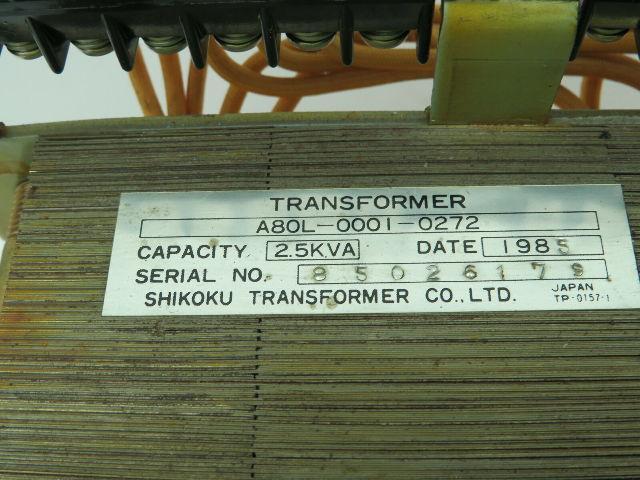 TRANSFORMER
A80L-0001-0272
CAPACITY 2.5KVA DATE 1985
SERIAL NO. 85026179
SHIKOKU TRANSFORMER CO., LTD. JAPAN
TP-0157-1